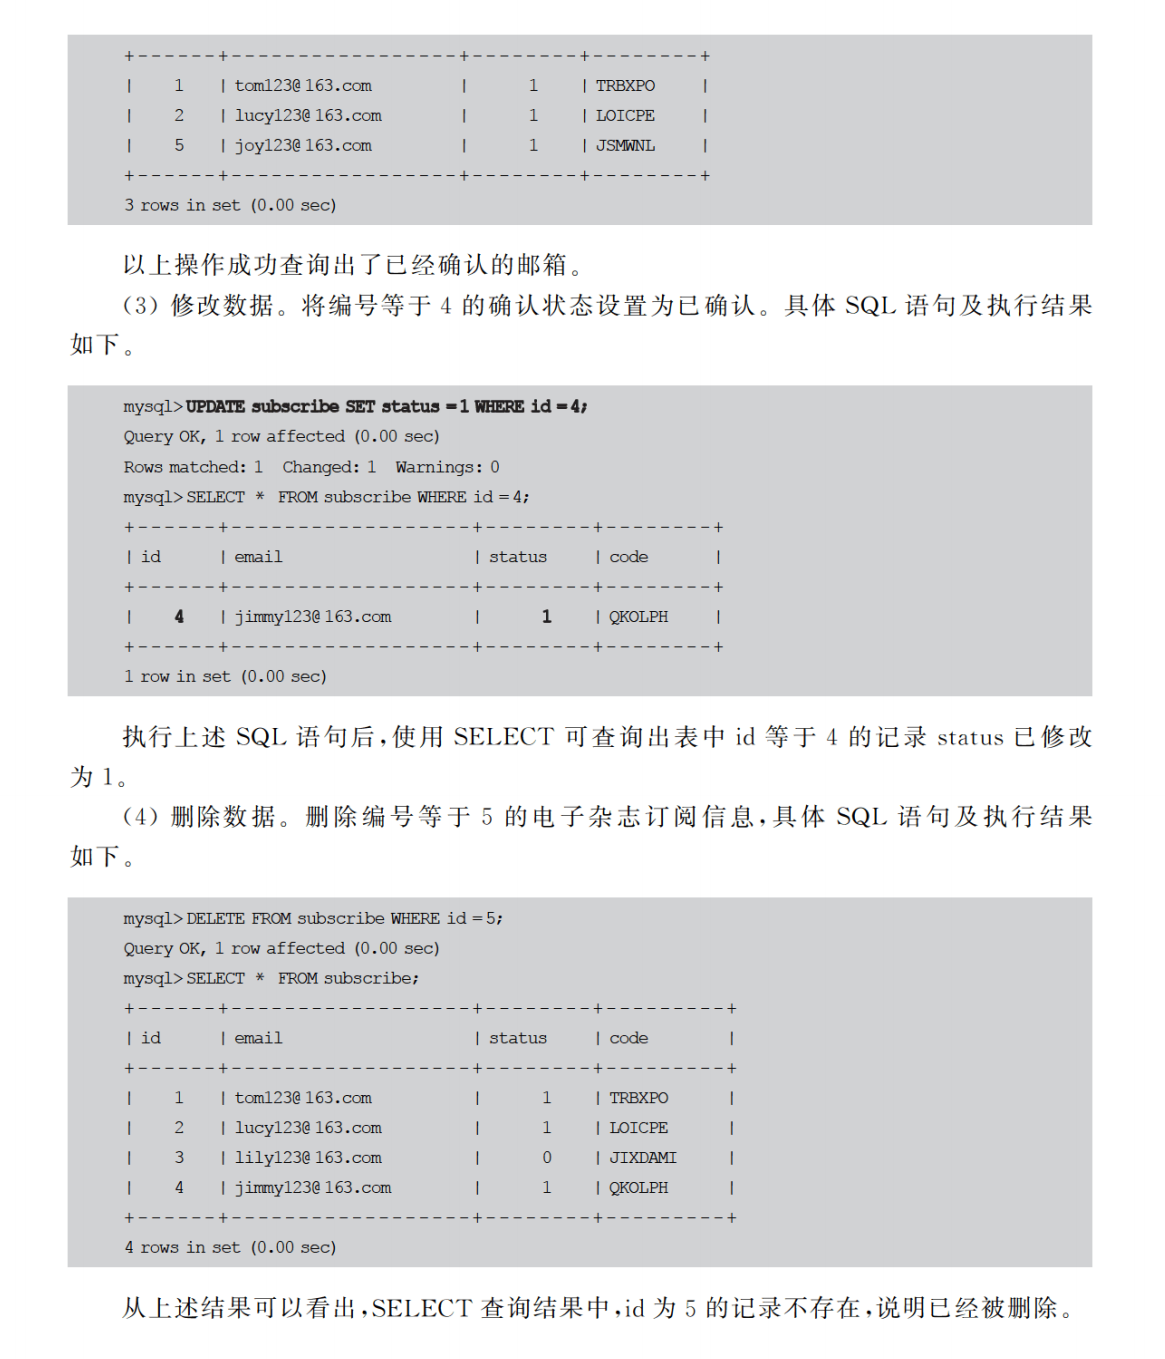 +------+-----------------+--------+--------+
|    1 | tom123@163.com  |      1 | TRBXPO |
|    2 | lucy123@163.com |      1 | LOICPE |
|    5 | joy123@163.com  |      1 | JSMWNL |
+------+-----------------+--------+--------+
3 rows in set (0.00 sec)
以上操作成功查询出了已经确认的邮箱。
（3）修改数据。将编号等于 4 的确认状态设置为已确认。具体 SQL 语句及执行结果
如下。
mysql>UPDATE subscribe SET status =1 WHERE id =4;
Query OK, 1 row affected (0.00 sec)
Rows matched: 1  Changed: 1  Warnings: 0
mysql>SELECT * FROM subscribe WHERE id =4;
+------+------------------+--------+--------+
| id   | email            | status | code   |
+------+------------------+--------+--------+
|    4 | jimmy123@163.com |      1 | QKOLPH |
+------+------------------+--------+--------+
1 row in set (0.00 sec)
执行上述 SQL 语句后,使用 SELECT 可查询出表中 id 等于 4 的记录 status 已修改
为 1。
（4）删除数据。删除编号等于 5 的电子杂志订阅信息,具体 SQL 语句及执行结果
如下。
mysql>DELETE FROM subscribe WHERE id =5;
Query OK, 1 row affected (0.00 sec)
mysql>SELECT * FROM subscribe;
+------+------------------+--------+---------+
| id   | email            | status | code    |
+------+------------------+--------+---------+
|    1 | tom123@163.com   |      1 | TRBXPO  |
|    2 | lucy123@163.com  |      1 | LOICPE  |
|    3 | lily123@163.com  |      0 | JIXDAMI |
|    4 | jimmy123@163.com |      1 | QKOLPH  |
+------+------------------+--------+---------+
4 rows in set (0.00 sec)
从上述结果可以看出,SELECT 查询结果中,id 为 5 的记录不存在,说明已经被删除。